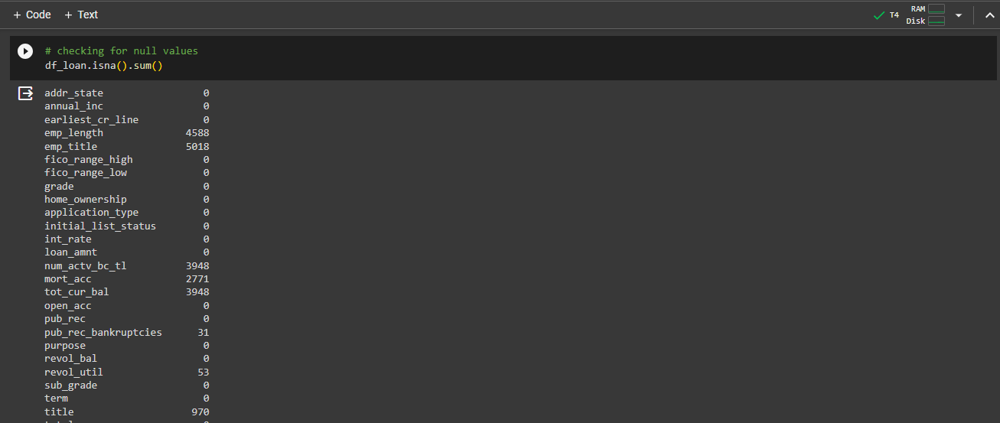 + Code + Text
T4 RAM
Disk
# checking for null values
df_loan.isna().sum()
addr_state 0
annual_inc 0
earliest_cr_line 0
emp_length 4588
emp_title 5018
fico_range_high 0
fico_range_low 0
grade 0
home_ownership 0
application_type 0
initial_list_status 0
int_rate 0
loan_amnt 0
num_actv_bc_tl 3948
mort_acc 2771
tot_cur_bal 3948
open_acc 0
pub_rec 0
pub_rec_bankruptcies 31
purpose 0
revol_bal 0
revol_util 53
sub_grade 0
term 0
title 970